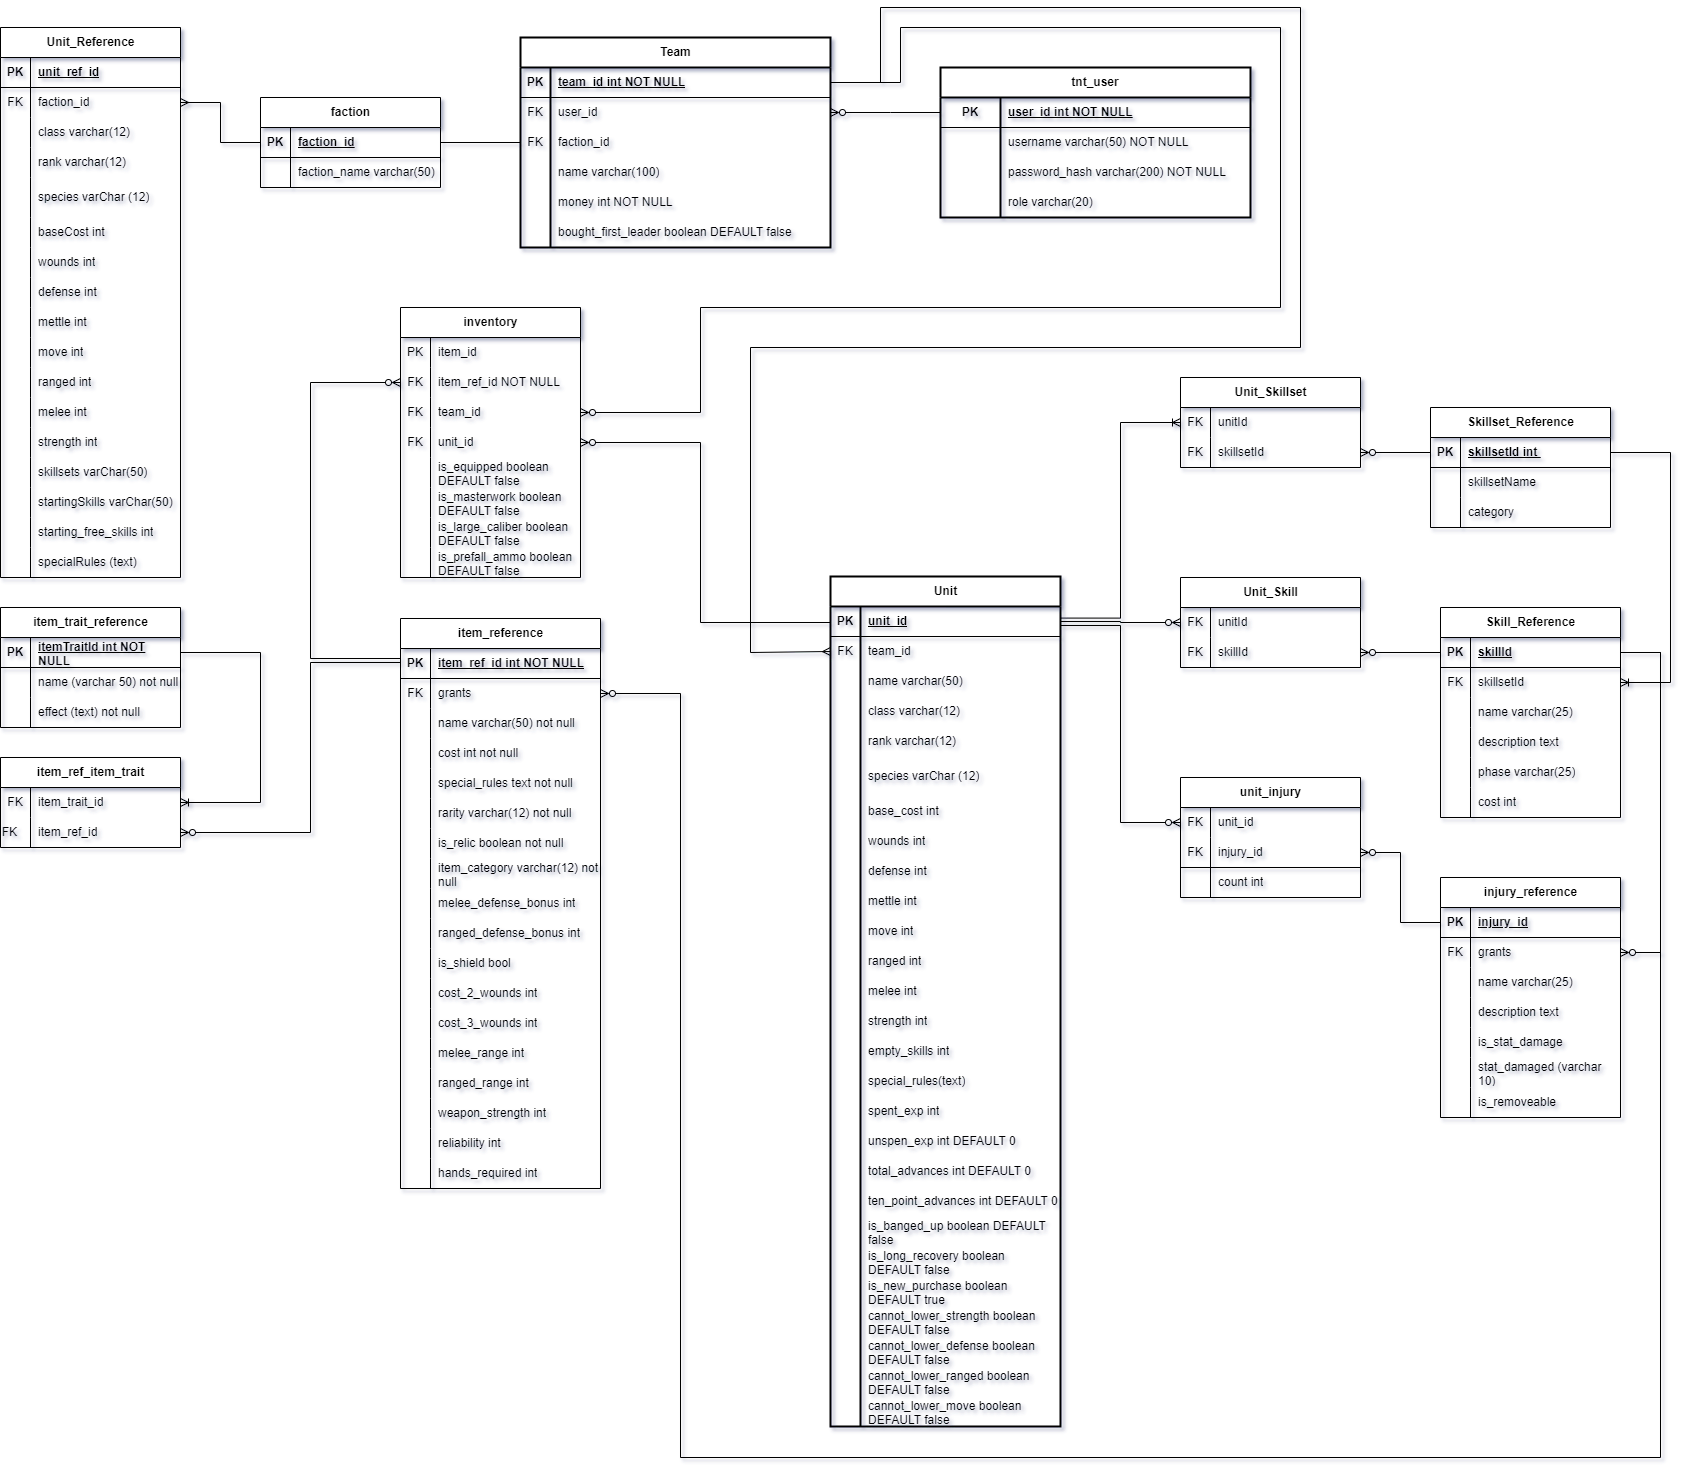 Unit_Reference
PK unit_ref_id
FK faction_id
class varchar(12)
rank varchar(12)
species varChar (12)
baseCost int
wounds int
defense int
mettle int
move int
ranged int
melee int
strength int
skillsets varChar(50)
startingSkills varChar(50)
starting_free_skills int
specialRules (text)
faction
PK faction_id
faction_name varchar(50)
Team
PK team_id int NOT NULL
FK user_id
FK faction_id
name varchar(100)
money int NOT NULL
bought_first_leader boolean DEFAULT false
tnt_user
PK user_id int NOT NULL
username varchar(50) NOT NULL
password_hash varchar(200) NOT NULL
role varchar(20)
inventory
PK item_id
FK item_ref_id NOT NULL
FK team_id
FK unit_id
is_equipped boolean
DEFAULT false
is_masterwork boolean
DEFAULT false
is_large_caliber boolean
DEFAULT false
is_prefall_ammo boolean
DEFAULT false
item_trait_reference
PK itemTraitId int NOT
NULL
name (varchar 50) not null
effect (text) not null
item_ref_item_trait
FK item_trait_id
FK item_ref_id
item_reference
PK item_ref_id int NOT NULL
FK grants
name varchar(50) not null
cost int not null
special_rules text not null
rarity varchar(12) not null
is_relic boolean not null
item_category varchar(12) not
null
melee_defense_bonus int
ranged_defense_bonus int
is_shield bool
cost_2_wounds int
cost_3_wounds int
melee_range int
ranged_range int
weapon_strength int
reliability int
hands_required int
Unit
PK unit_id
FK team_id
name varchar(50)
class varchar(12)
rank varchar(12)
species varChar (12)
base_cost int
wounds int
defense int
mettle int
move int
ranged int
melee int
strength int
empty_skills int
special_rules(text)
spent_exp int
unspen_exp int DEFAULT 0
total_advances int DEFAULT 0
ten_point_advances int DEFAULT 0
is_banged_up boolean DEFAULT
false
is_long_recovery boolean
DEFAULT false
is_new_purchase boolean
DEFAULT true
cannot_lower_strength boolean
DEFAULT false
cannot_lower_defense boolean
DEFAULT false
cannot_lower_ranged boolean
DEFAULT false
cannot_lower_move boolean
DEFAULT false
Unit_Skillset
FK unitId
FK skillsetId
Skillset_Reference
PK skillsetId int
skillsetName
category
Unit_Skill
FK unitId
FK skillId
Skill_Reference
PK skillId
FK skillsetId
name varchar(25)
description text
phase varchar(25)
cost int
unit_injury
FK unit_id
FK injury_id
count int
injury_reference
PK injury_id
FK grants
name varchar(25)
description text
is_stat_damage
stat_damaged (varchar
10)
is_removeable